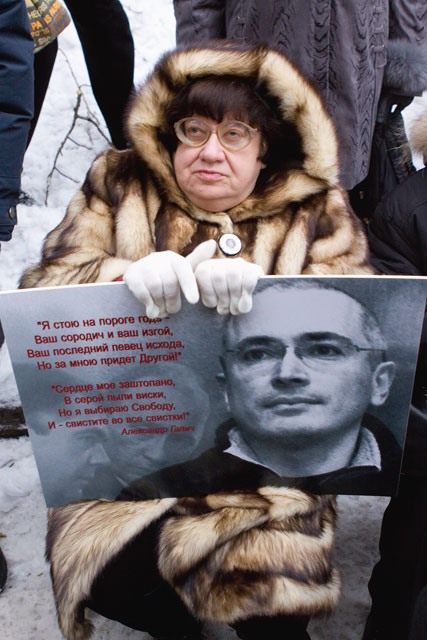 "Я стою на пороге года -
Ваш сородич и ваш изгой,
Ваш последний певец исхода,
Но за мною придет Другой!"
"Сердце мое заштопано,
В серой пыли виски,
Но я выбираю Свободу,
И - свистите во все свистки!"
Александр Галич